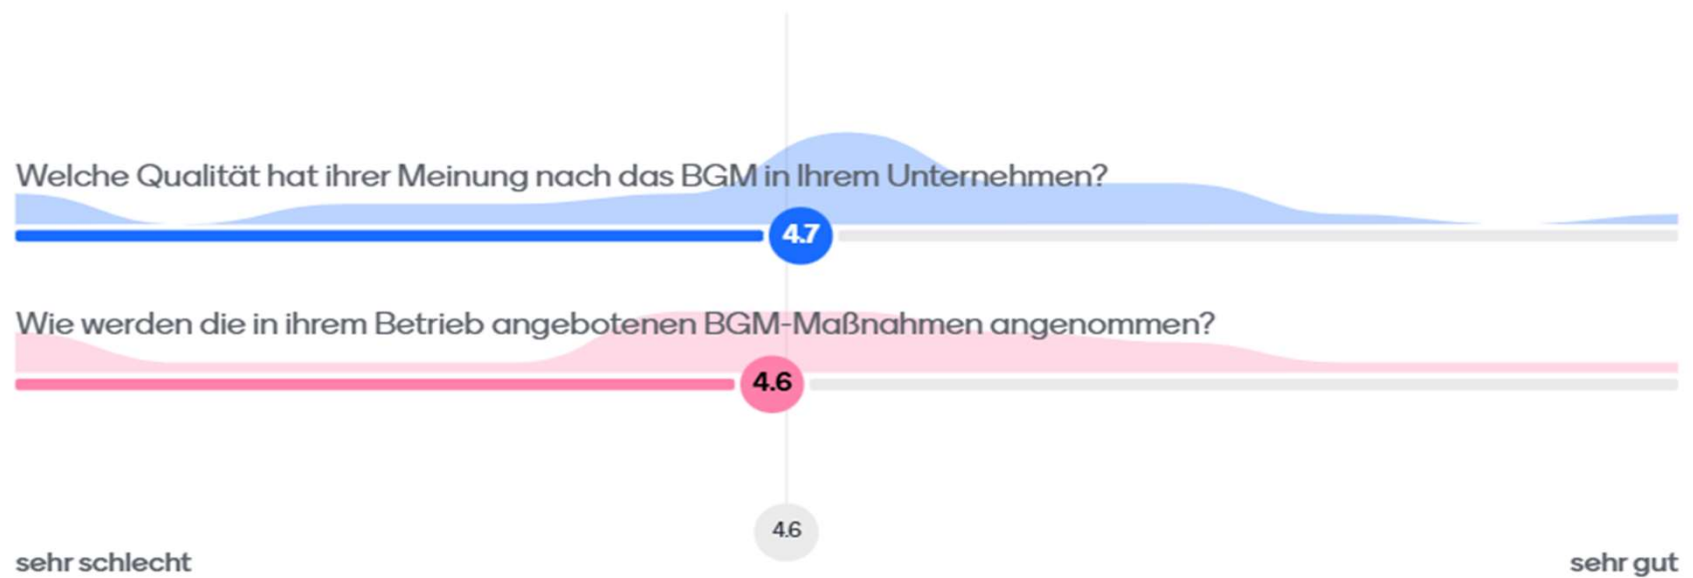 Welche Qualität hat ihrer Meinung nach das BGM in Ihrem Unternehmen?
4.7
Wie werden die in ihrem Betrieb angebotenen BGM-Maßnahmen angenommen?
4.6
4.6
sehr schlecht
sehr gut